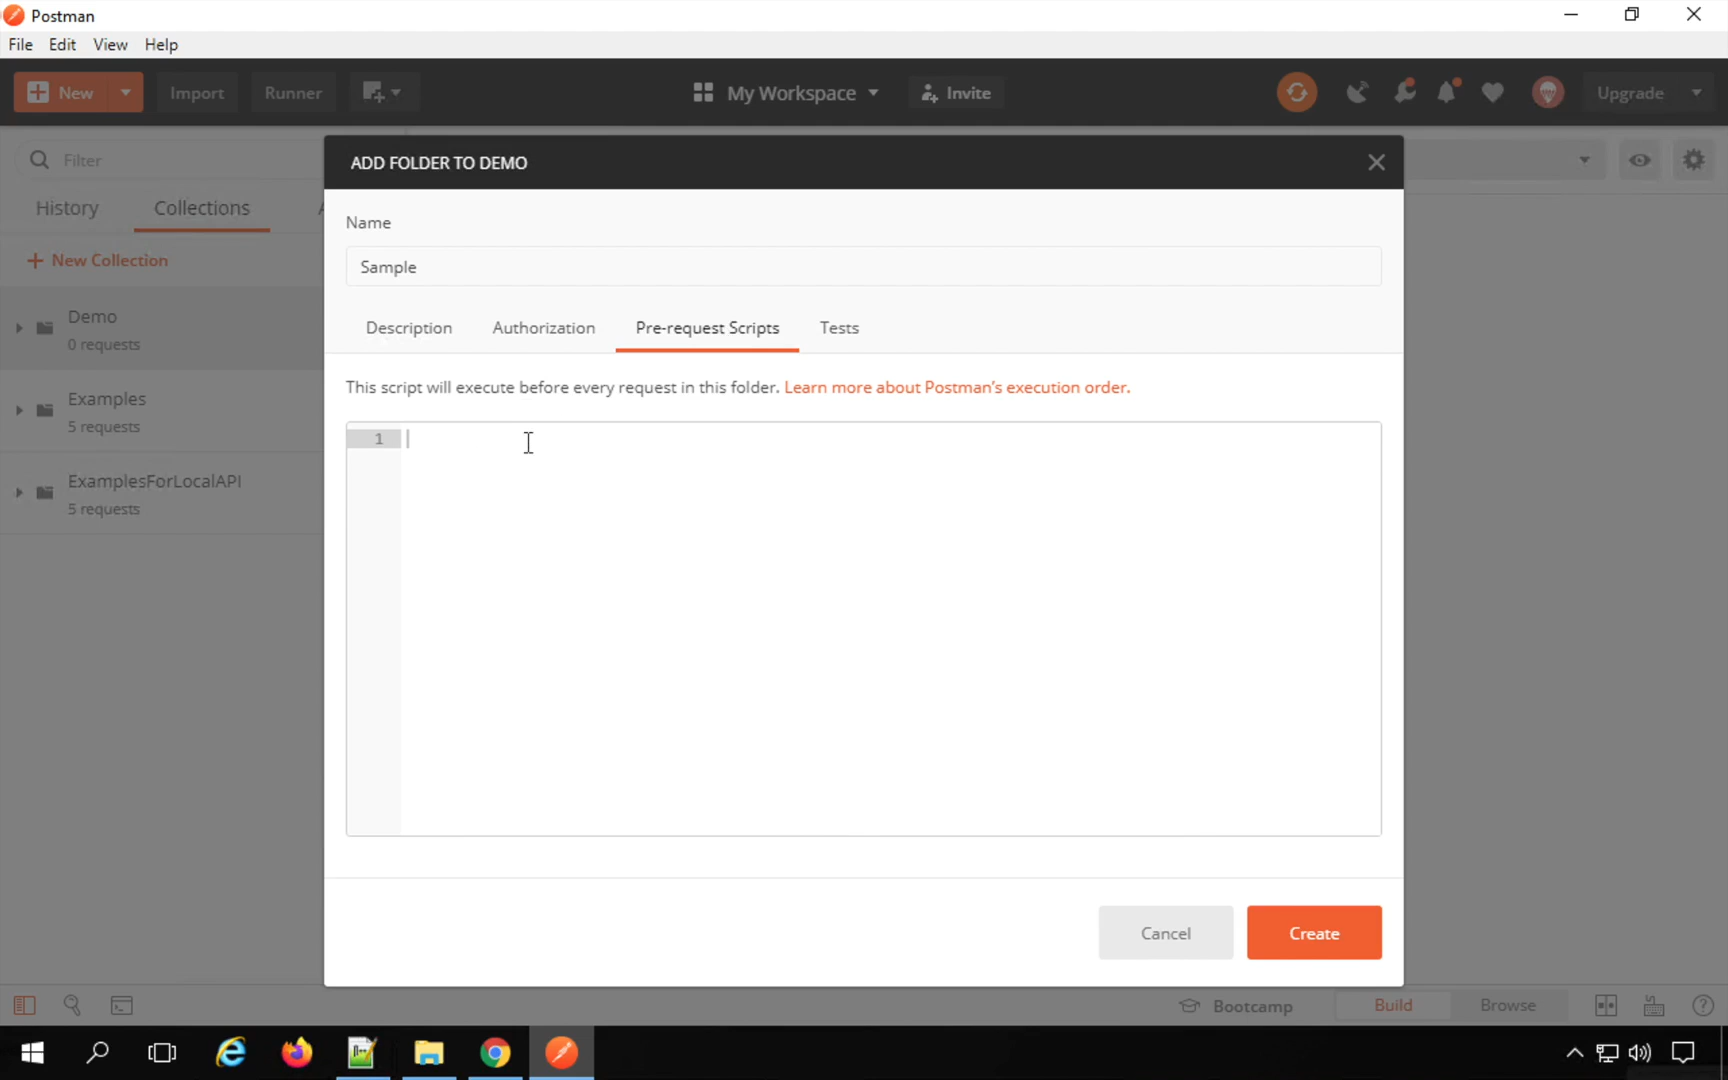 Postman
File Edit View Help
New Import Runner My Workspace Invite Upgrade
Filter
History Collections
+ New Collection
Demo
0 requests
Examples
5 requests
ExamplesForLocalAPI
5 requests
ADD FOLDER TO DEMO
Name
Sample
Description Authorization Pre-request Scripts Tests
This script will execute before every request in this folder. Learn more about Postman's execution order.
1
Cancel Create
Bootcamp Build Browse